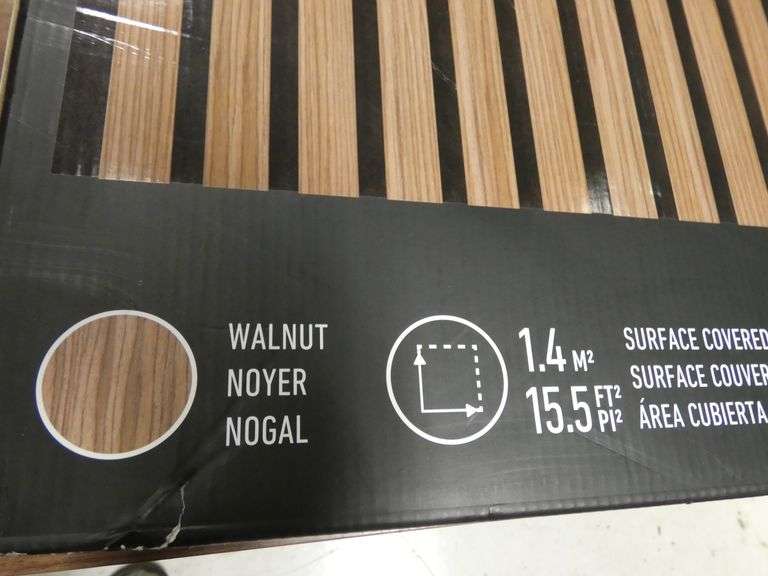 WALNUT
NOYER
NOGAL
1.4 M²
15.5 FT²
PI²
SURFACE COVERED
SURFACE COUVER
ÁREA CUBIERTA